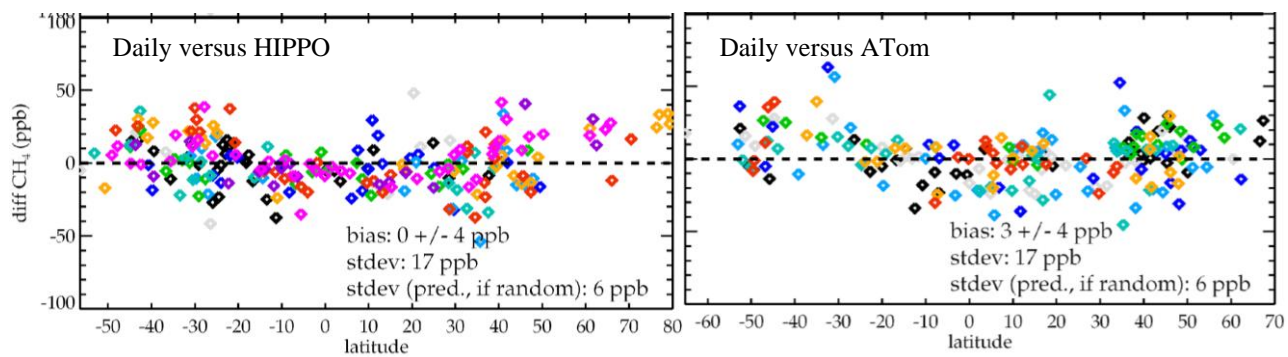 Daily versus HIPPO
100
50
0
-50
-100
diff CH4 (ppb)
bias: 0 +/- 4 ppb
stdev: 17 ppb
stdev (pred., if random): 6 ppb
-50 -40 -30 -20 -10 0 10 20 30 40 50 60 70 80
latitude
Daily versus ATom
bias: 3 +/- 4 ppb
stdev: 17 ppb
stdev (pred., if random): 6 ppb
-60 -50 -40 -30 -20 -10 0 10 20 30 40 50 60 70
latitude